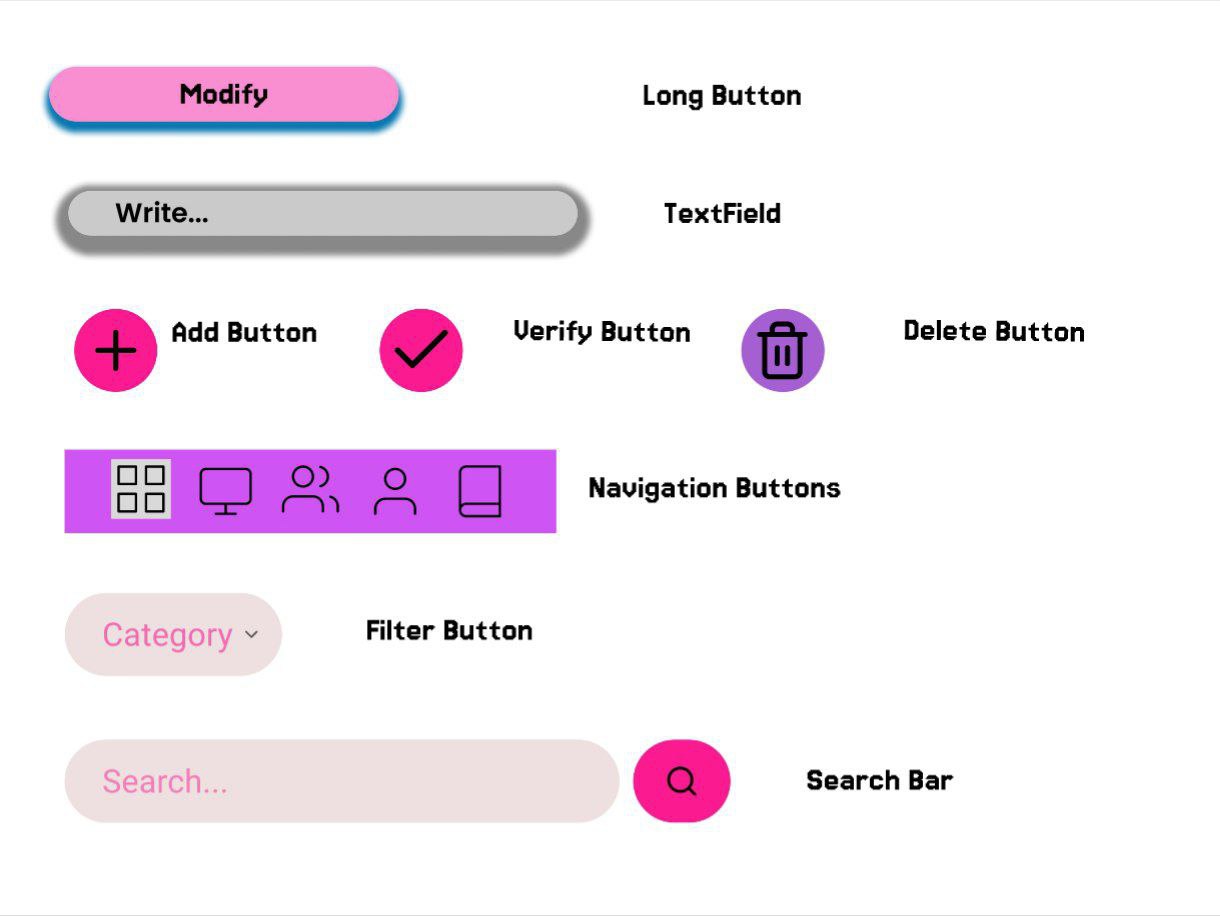 Modify
Long Button
Write...
TextField
Add Button
Verify Button
Delete Button
Navigation Buttons
Category
Filter Button
Search...
Search Bar